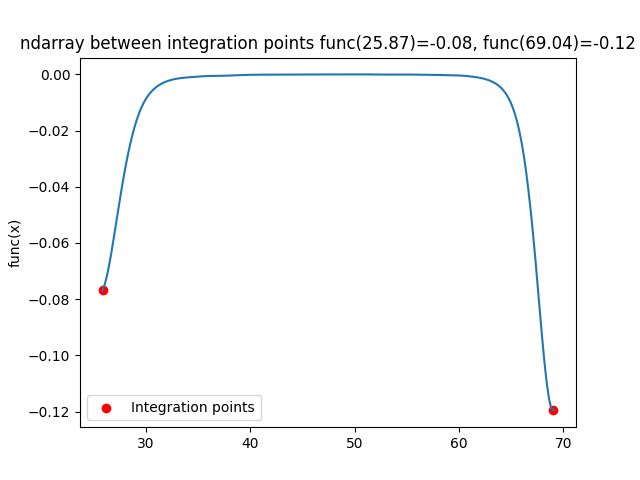 ndarray between integration points func(25.87)=-0.08, func(69.04)=-0.12
0.00
−0.02
−0.04
−0.06
−0.08
−0.10
−0.12
func(x)
Integration points
30 40 50 60 70